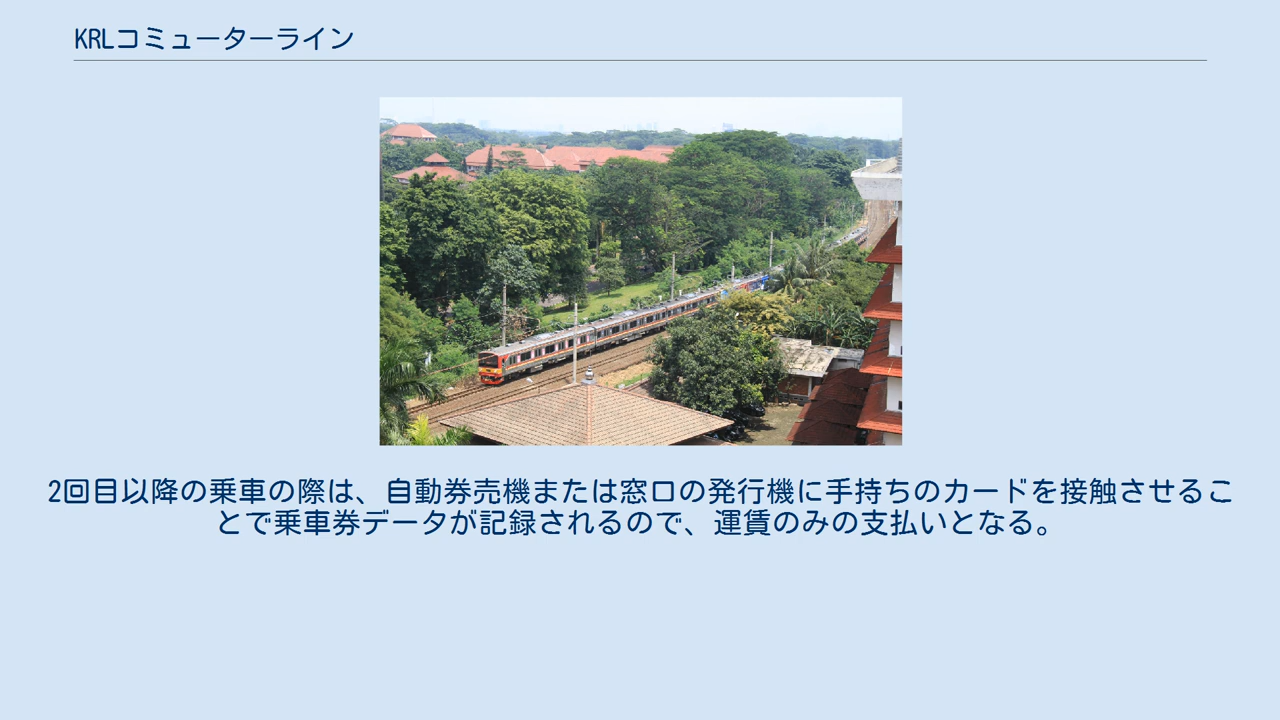 KRLコミューターライン
2回目以降の乗車の際は、自動券売機または窓口の発行機に手持ちのカードを接触させるこ
とで乗車券データが記録されるので、運賃のみの支払いとなる。